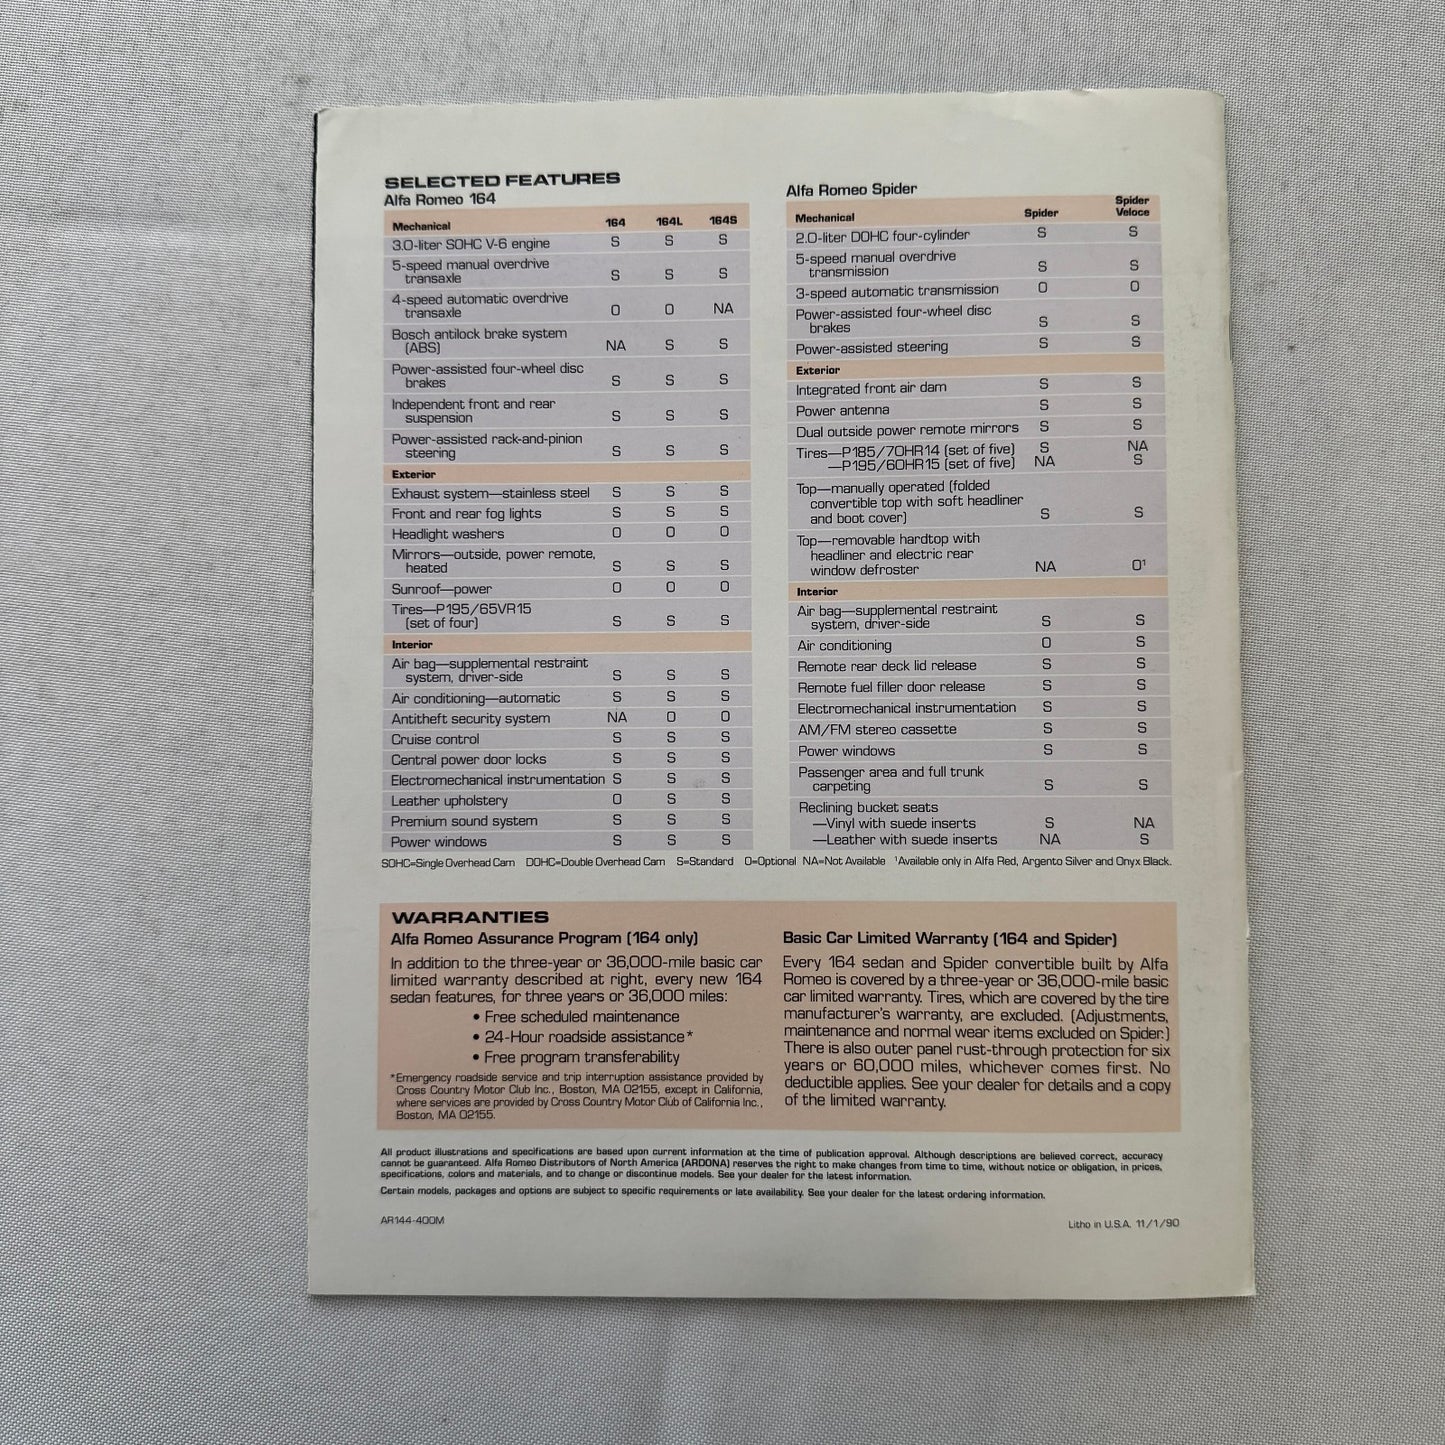 SELECTED FEATURES
Alfa Romeo 164
Mechanical 164 164L 164S
3.0-liter SOHC V-6 engine S S S
5-speed manual overdrive
transaxle S S S
4-speed automatic overdrive
transaxle O O NA
Bosch antilock brake system
(ABS) NA S S
Power-assisted four-wheel disc
brakes S S S
Independent front and rear
suspension S S S
Power-assisted rack-and-pinion
steering S S S
Exterior
Exhaust system—stainless steel S S S
Front and rear fog lights S S S
Headlight washers O O O
Mirrors—outside, power remote,
heated S S S
Sunroof—power O O O
Tires—P195/65VR15
(set of four) S S S
Interior
Air bag—supplemental restraint
system, driver-side S S S
Air conditioning—automatic S S S
Antitheft security system NA O O
Cruise control S S S
Central power door locks S S S
Electromechanical instrumentation S S S
Leather upholstery O S S
Premium sound system S S S
Power windows S S S
Alfa Romeo Spider
Mechanical Spider Spider
Veloce
2.0-liter DOHC four-cylinder S S
5-speed manual overdrive
transmission S S
3-speed automatic transmission O O
Power-assisted four-wheel disc
brakes S S
Power-assisted steering S S
Exterior
Integrated front air dam S S
Power antenna S S
Dual outside power remote mirrors S S
Tires—P185/70HR14 (set of five) S NA
—P195/60HR15 (set of five) NA S
Top—manually operated (folded
convertible top with soft headliner
and boot cover) S S
Top—removable hardtop with
headliner and electric rear
window defroster NA O¹
Interior
Air bag—supplemental restraint
system, driver-side S S
Air conditioning O S
Remote rear deck lid release S S
Remote fuel filler door release S S
Electromechanical instrumentation S S
AM/FM stereo cassette S S
Power windows S S
Passenger area and full trunk
carpeting S S
Reclining bucket seats
—Vinyl with suede inserts S NA
—Leather with suede inserts NA S
SOHC=Single Overhead Cam DOHC=Double Overhead Cam S=Standard O=Optional NA=Not Available ¹Available only in Alfa Red, Argento Silver and Onyx Black.
WARRANTIES
Alfa Romeo Assurance Program (164 only)
In addition to the three-year or 36,000-mile basic car
limited warranty described at right, every new 164
sedan features, for three years or 36,000 miles:
• Free scheduled maintenance
• 24-Hour roadside assistance*
• Free program transferability
*Emergency roadside service and trip interruption assistance provided by
Cross Country Motor Club Inc., Boston, MA 02155, except in California,
where services are provided by Cross Country Motor Club of California Inc.,
Boston, MA 02155.
Basic Car Limited Warranty (164 and Spider)
Every 164 sedan and Spider convertible built by Alfa
Romeo is covered by a three-year or 36,000-mile basic
car limited warranty. Tires, which are covered by the tire
manufacturer's warranty, are excluded. (Adjustments,
maintenance and normal wear items excluded on Spider.)
There is also outer panel rust-through protection for six
years or 60,000 miles, whichever comes first. No
deductible applies. See your dealer for details and a copy
of the limited warranty.
All product illustrations and specifications are based upon current information at the time of publication approval. Although descriptions are believed correct, accuracy
cannot be guaranteed. Alfa Romeo Distributors of North America (ARDONA) reserves the right to make changes from time to time, without notice or obligation, in prices,
specifications, colors and materials, and to change or discontinue models. See your dealer for the latest information.
Certain models, packages and options are subject to specific requirements or late availability. See your dealer for the latest ordering information.
AR144-400M
Litho in U.S.A. 11/1/90